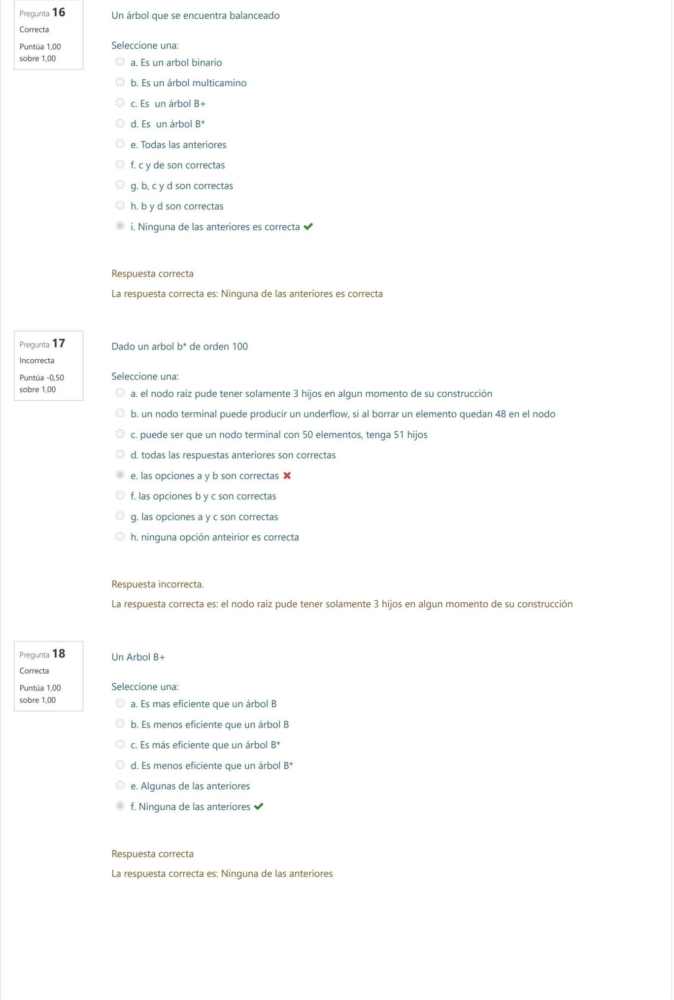 Pregunta 16
Correcta
Puntúa 1,00
sobre 1,00
Un árbol que se encuentra balanceado
Seleccione una:
a. Es un arbol binario
b. Es un árbol multicamino
c. Es un árbol B+
d. Es un árbol B*
e. Todas las anteriores
f. c y de son correctas
g. b, c y d son correctas
h. b y d son correctas
i. Ninguna de las anteriores es correcta
Respuesta correcta
La respuesta correcta es: Ninguna de las anteriores es correcta
Pregunta 17
Incorrecta
Puntúa -0,50
sobre 1,00
Dado un arbol b* de orden 100
Seleccione una:
a. el nodo raíz pude tener solamente 3 hijos en algun momento de su construcción
b. un nodo terminal puede producir un underflow, si al borrar un elemento quedan 48 en el nodo
c. puede ser que un nodo terminal con 50 elementos, tenga 51 hijos
d. todas las respuestas anteriores son correctas
e. las opciones a y b son correctas
f. las opciones b y c son correctas
g. las opciones a y c son correctas
h. ninguna opción anteirior es correcta
Respuesta incorrecta.
La respuesta correcta es: el nodo raíz pude tener solamente 3 hijos en algun momento de su construcción
Pregunta 18
Correcta
Puntúa 1,00
sobre 1,00
Un Arbol B+
Seleccione una:
a. Es mas eficiente que un árbol B
b. Es menos eficiente que un árbol B
c. Es más eficiente que un árbol B*
d. Es menos eficiente que un árbol B*
e. Algunas de las anteriores
f. Ninguna de las anteriores
Respuesta correcta
La respuesta correcta es: Ninguna de las anteriores